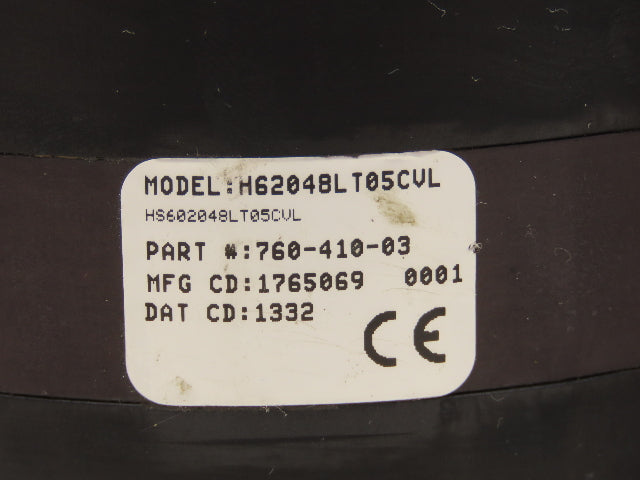 MODEL:H62048LT05CVL
HS602048LT05CVL
PART #:760-410-03
MFG CD:1765069 0001
DAT CD:1332
CE